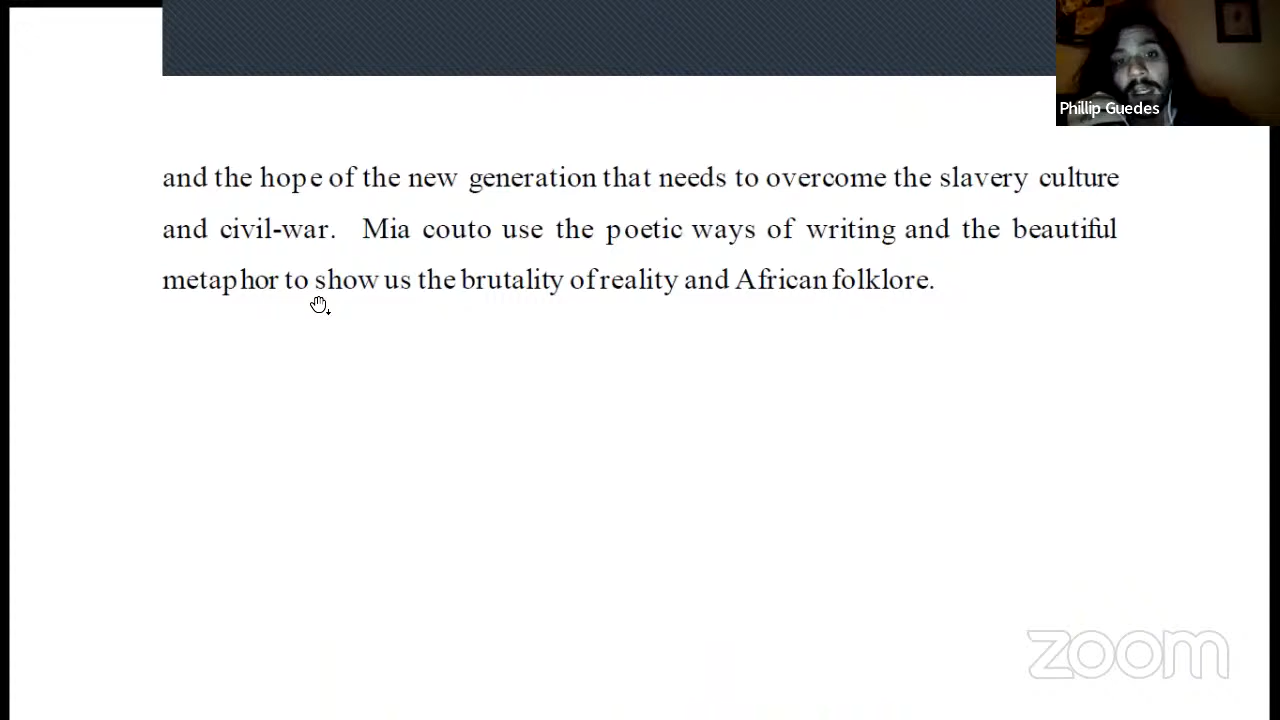 Phillip Guedes
and the hope of the new generation that needs to overcome the slavery culture
and civil-war. Mia couto use the poetic ways of writing and the beautiful
metaphor to show us the brutality of reality and African folklore.
zoom